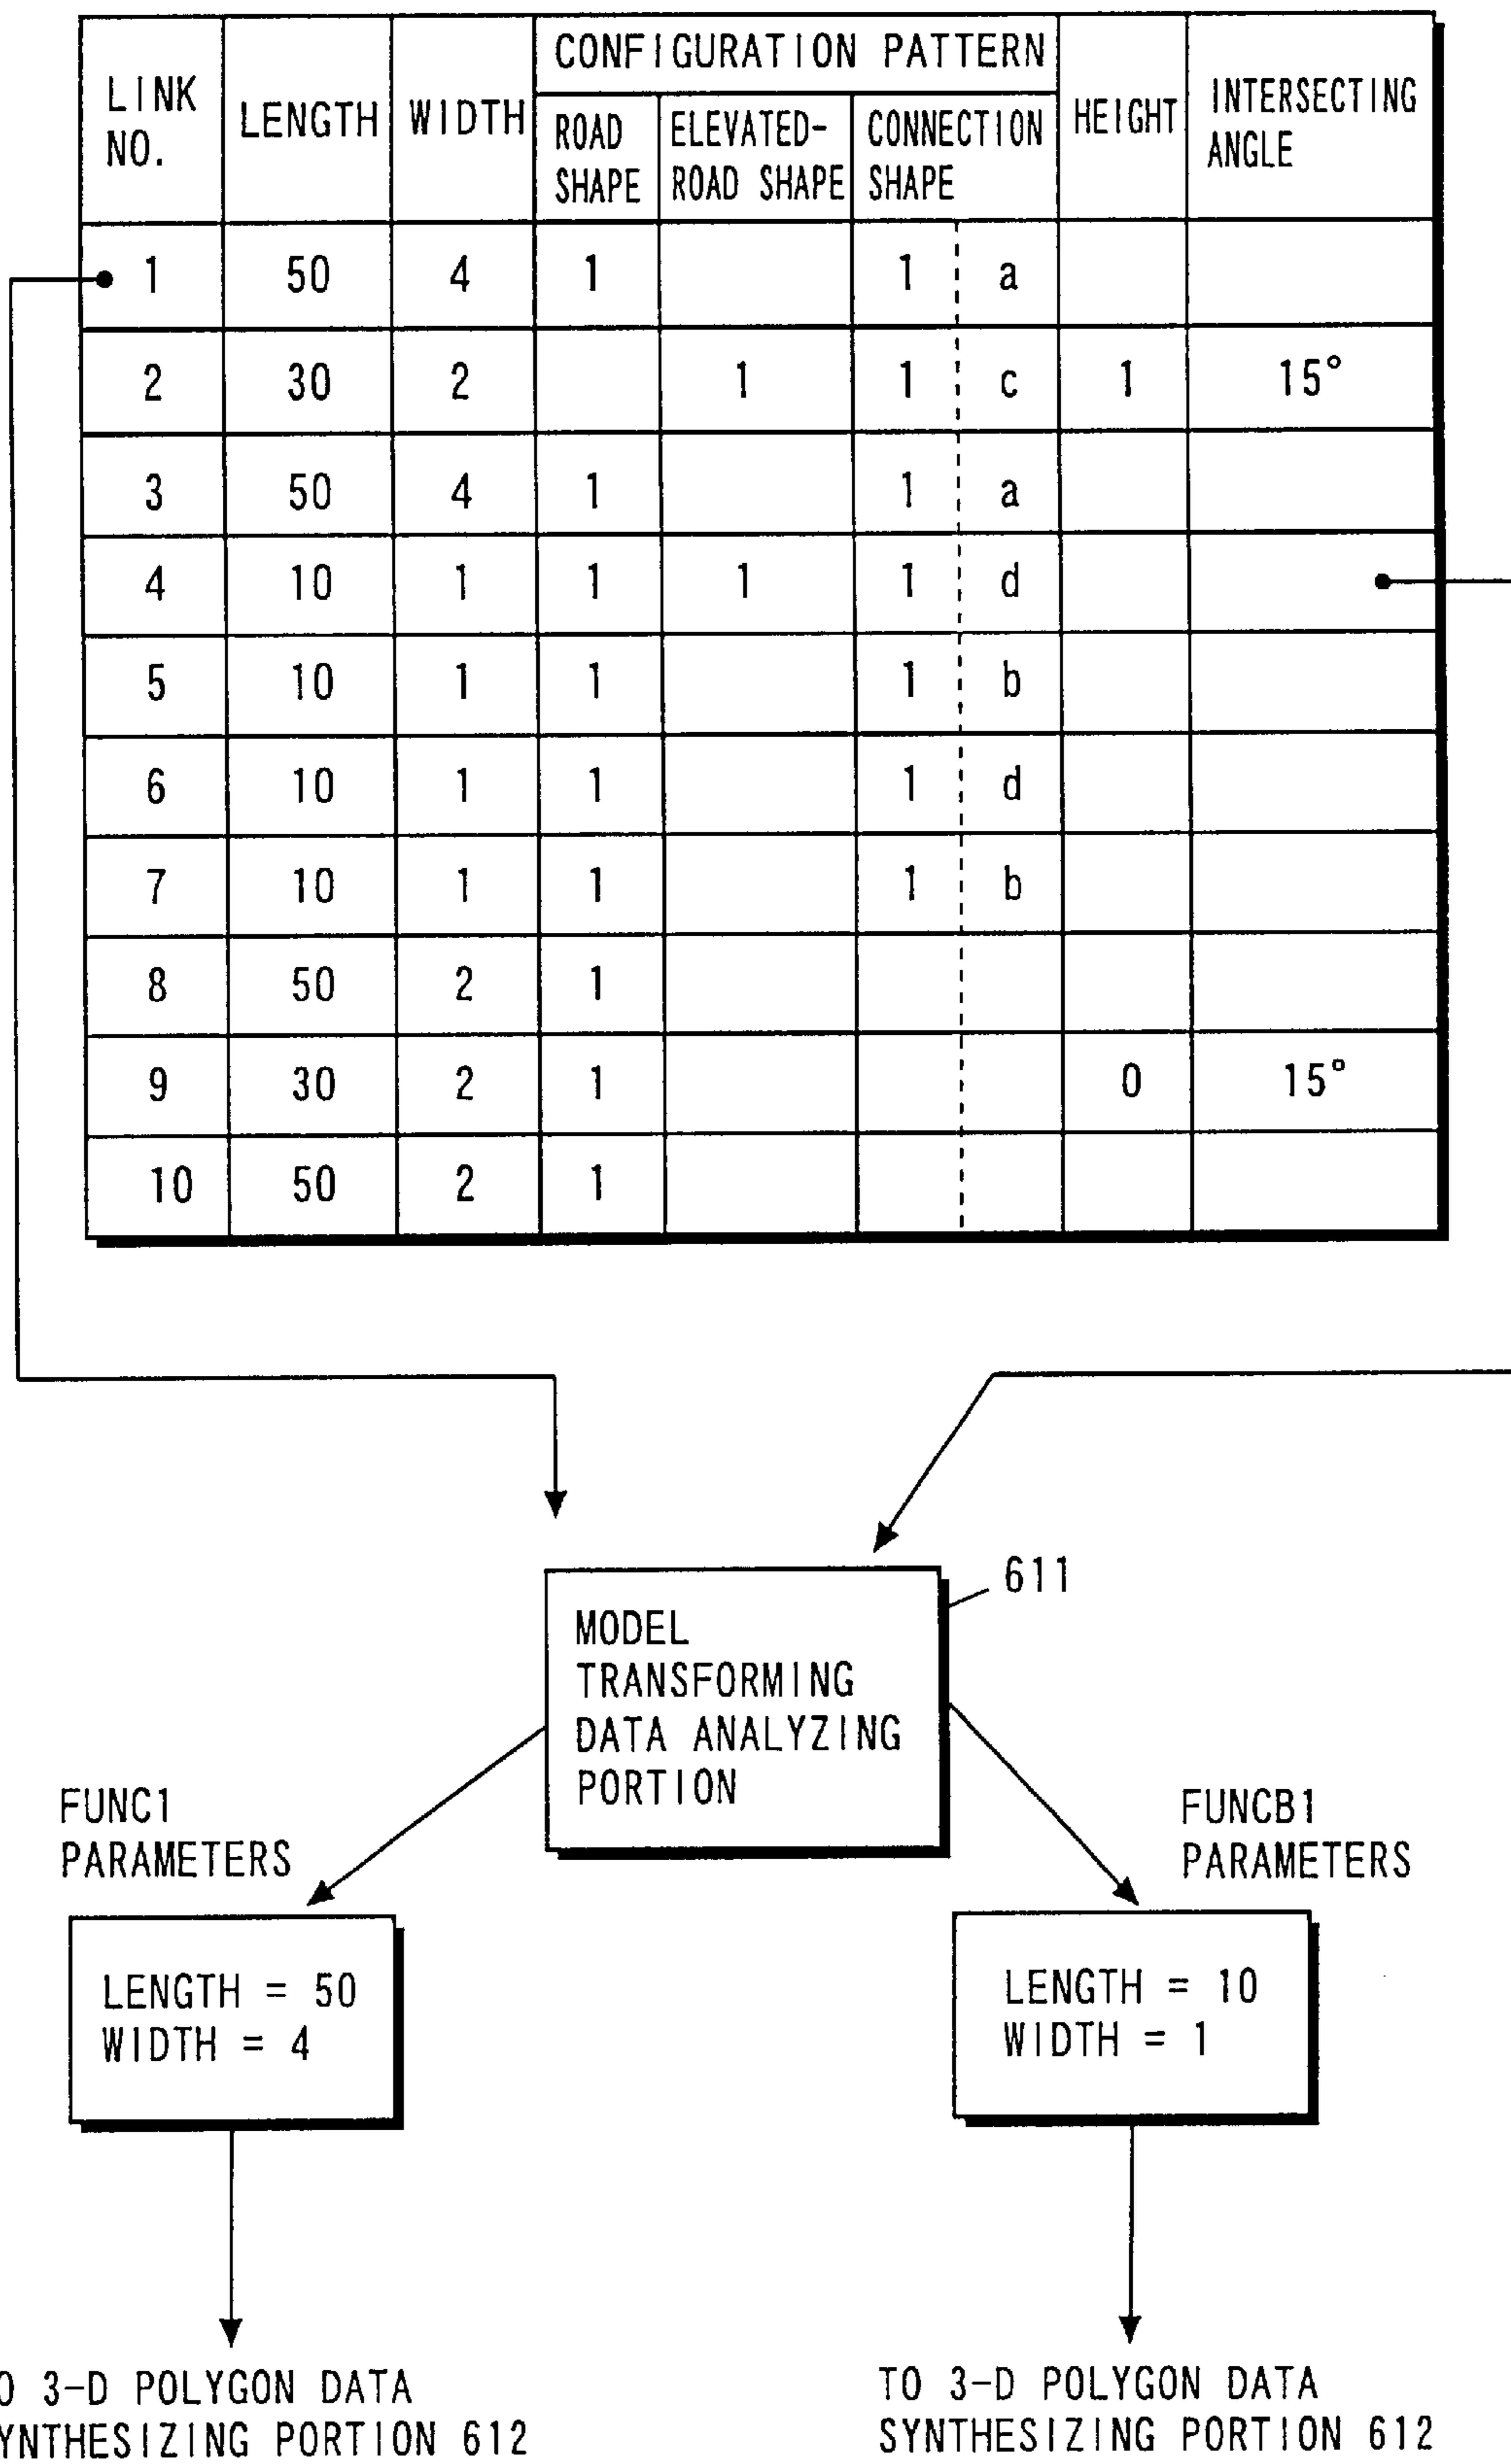 LINK NO.
LENGTH
WIDTH
CONFIGURATION PATTERN
ROAD SHAPE
ELEVATED-ROAD SHAPE
CONNECTION SHAPE
HEIGHT
INTERSECTING ANGLE
1 50 4 1 1 a
2 30 2 1 1 c 1 15°
3 50 4 1 1 a
4 10 1 1 1 1 d
5 10 1 1 1 b
6 10 1 1 1 d
7 10 1 1 1 b
8 50 2 1
9 30 2 1 0 15°
10 50 2 1
611
MODEL
TRANSFORMING
DATA ANALYZING
PORTION
FUNC1
PARAMETERS
LENGTH = 50
WIDTH = 4
O 3-D POLYGON DATA
YNTHESIZING PORTION 612
FUNCB1
PARAMETERS
LENGTH = 10
WIDTH = 1
TO 3-D POLYGON DATA
SYNTHESIZING PORTION 612